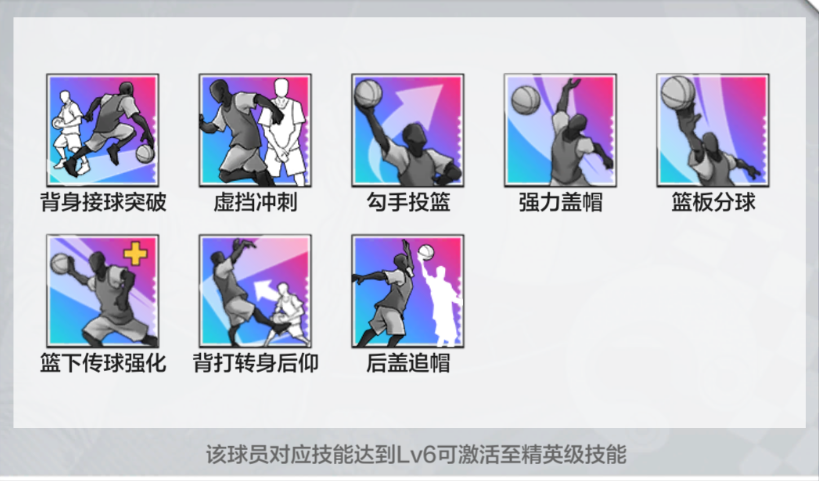 背身接球突破
虚挡冲刺
勾手投篮
强力盖帽
篮板分球
篮下传球强化
背打转身后仰
后盖追帽
该球员对应技能达到Lv6可激活至精英级技能